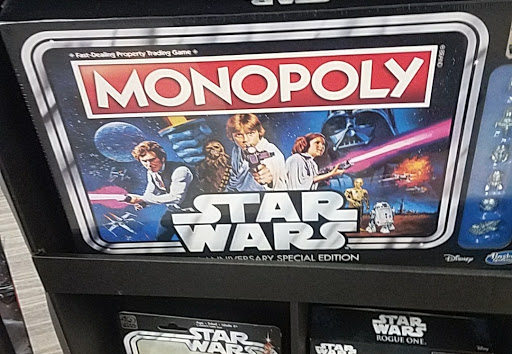 Fast-Dealing Property Trading Game
MONOPOLY
STAR
WARS
ANNIVERSARY SPECIAL EDITION
Disney
Hasbro
STAR
WARS
STAR
WARS
ROGUE ONE
STAR